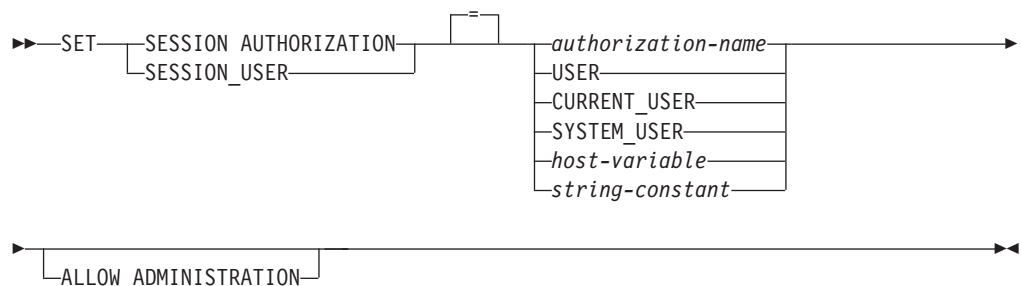 =
SET SESSION AUTHORIZATION authorization-name
SESSION_USER USER
CURRENT_USER
SYSTEM_USER
host-variable
string-constant
ALLOW ADMINISTRATION